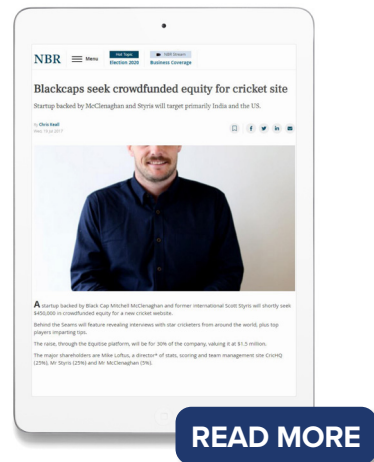 NBR
Menu
Hot Topic
Election 2020
NBR Stream
Business Coverage
Blackcaps seek crowdfunded equity for cricket site
Startup backed by McClenaghan and Styris will target primarily India and the US.
by Chris Keall
Wed, 19 Jul 2017
A startup backed by Black Cap Mitchell McClenaghan and former international Scott Styris will shortly seek
$450,000 in crowdfunded equity for a new cricket website.
Behind the Seams will feature revealing interviews with star cricketers from around the world, plus top
players imparting tips.
The raise, through the Equitise platform, will be for 30% of the company, valuing it at $1.5 million.
The major shareholders are Mike Loftus, a director* of stats, scoring and team management site CricHQ
(25%), Mr Styris (25%) and Mr McClenaghan (5%).
READ MORE